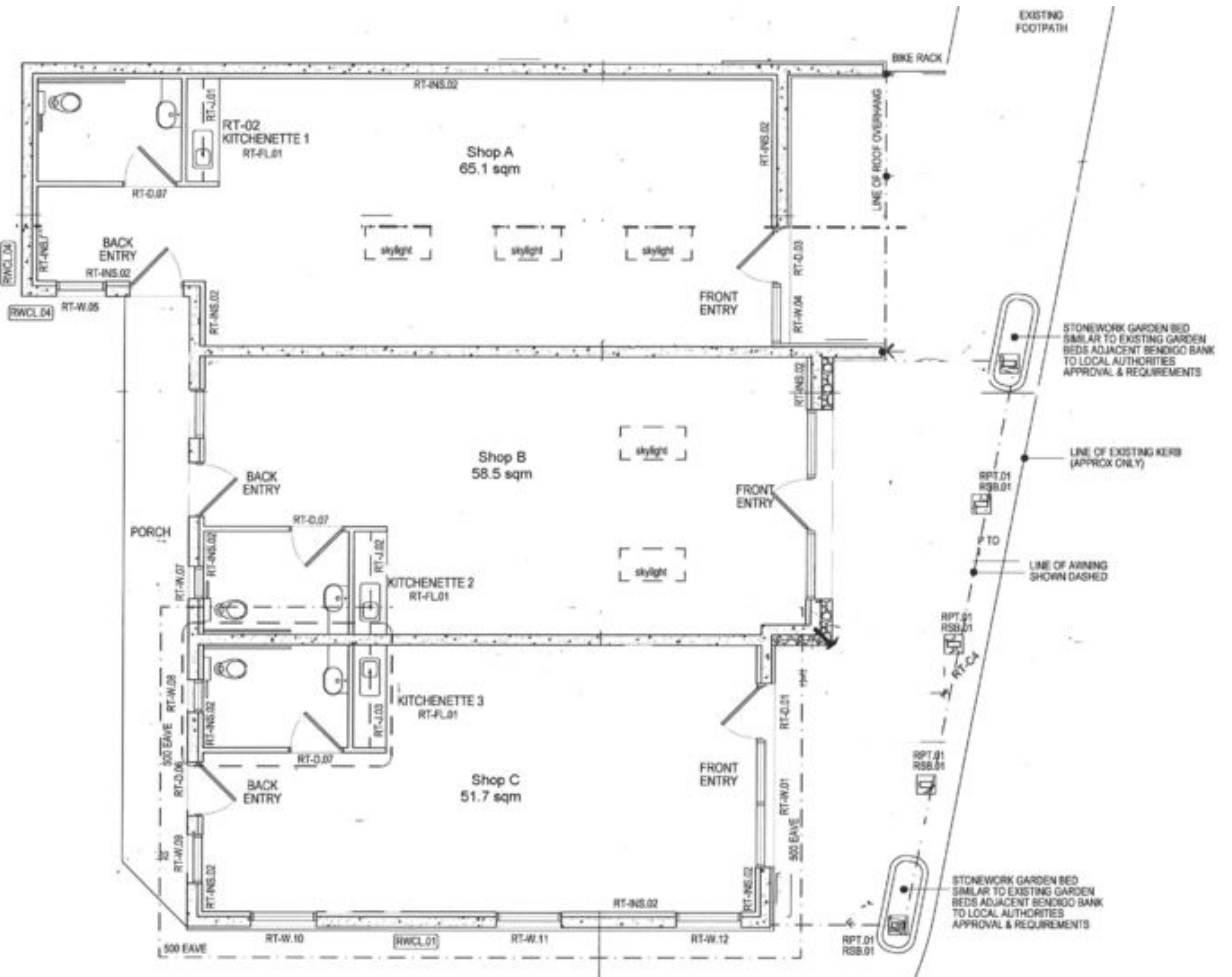 EXISTING
FOOTPATH
BIKE RACK
RT-INS.02
RT-J.01
RT-02
KITCHENETTE 1
RT-FL.01
Shop A
65.1 sqm
RT-INS.02
LINE OF ROOF OVERHANG
RT-D.07
BACK
ENTRY
RT-INS.02
RWCL.04
RWCL.04
RT-W.05
RT-INS.02
skylight
skylight
skylight
RT-D.03
FRONT
ENTRY
RT-W.04
STONEWORK GARDEN BED
SIMILAR TO EXISTING GARDEN
BEDS ADJACENT BENDIGO BANK
TO LOCAL AUTHORITIES
APPROVAL & REQUIREMENTS
RT-INS.02
Shop B
58.5 sqm
skylight
LINE OF EXISTING KERB
(APPROX ONLY)
BACK
ENTRY
FRONT
ENTRY
RPT.01
RSB.01
PORCH
RT-D.07
RT-INS.02
RT-J.02
RT-W.07
KITCHENETTE 2
RT-FL.01
skylight
LINE OF AWNING
SHOWN DASHED
RPT.01
RSB.01
RT-C4
RT-W.08
RT-INS.02
RT-J.03
KITCHENETTE 3
RT-FL.01
RT-D.01
500 EAVE
RT-D.06
RT-D.07
BACK
ENTRY
Shop C
51.7 sqm
FRONT
ENTRY
RT-W.01
500 EAVE
RPT.01
RSB.01
RT-W.09
RT-INS.02
RT-INS.02
RT-INS.02
STONEWORK GARDEN BED
SIMILAR TO EXISTING GARDEN
BEDS ADJACENT BENDIGO BANK
TO LOCAL AUTHORITIES
APPROVAL & REQUIREMENTS
RT-W.10
RWCL.01
RT-W.11
RT-W.12
RPT.01
RSB.01
500 EAVE